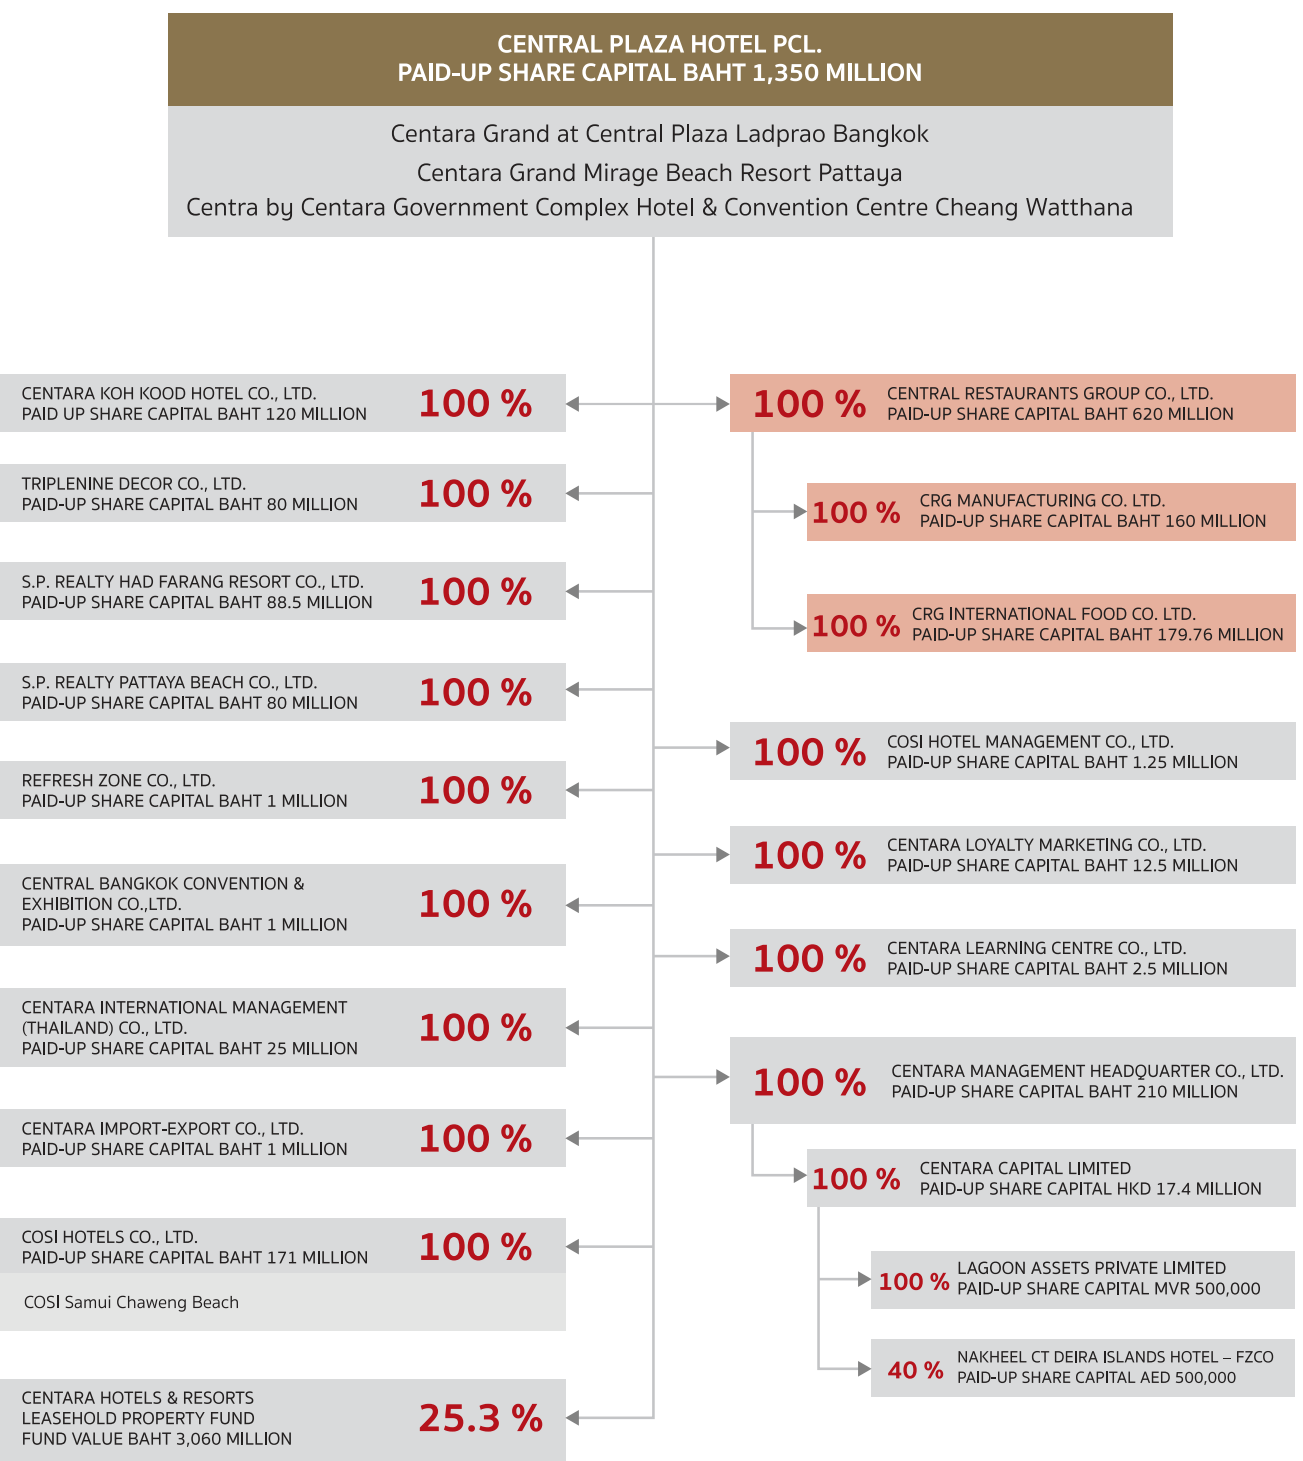 CENTRAL PLAZA HOTEL PCL.
PAID-UP SHARE CAPITAL BAHT 1,350 MILLION
Centara Grand at Central Plaza Ladprao Bangkok
Centara Grand Mirage Beach Resort Pattaya
Centra by Centara Government Complex Hotel & Convention Centre Cheang Watthana
CENTARA KOH KOOD HOTEL CO., LTD.
PAID UP SHARE CAPITAL BAHT 120 MILLION
100 %
TRIPLENINE DECOR CO., LTD.
PAID-UP SHARE CAPITAL BAHT 80 MILLION
100 %
S.P. REALTY HAD FARANG RESORT CO., LTD.
PAID-UP SHARE CAPITAL BAHT 88.5 MILLION
100 %
S.P. REALTY PATTAYA BEACH CO., LTD.
PAID-UP SHARE CAPITAL BAHT 80 MILLION
100 %
REFRESH ZONE CO., LTD.
PAID-UP SHARE CAPITAL BAHT 1 MILLION
100 %
CENTRAL BANGKOK CONVENTION &
EXHIBITION CO.,LTD.
PAID-UP SHARE CAPITAL BAHT 1 MILLION
100 %
CENTARA INTERNATIONAL MANAGEMENT
(THAILAND) CO., LTD.
PAID-UP SHARE CAPITAL BAHT 25 MILLION
100 %
CENTARA IMPORT-EXPORT CO., LTD.
PAID-UP SHARE CAPITAL BAHT 1 MILLION
100 %
COSI HOTELS CO., LTD.
PAID-UP SHARE CAPITAL BAHT 171 MILLION
100 %
COSI Samui Chaweng Beach
CENTARA HOTELS & RESORTS
LEASEHOLD PROPERTY FUND
FUND VALUE BAHT 3,060 MILLION
25.3 %
100 %
CENTRAL RESTAURANTS GROUP CO., LTD.
PAID-UP SHARE CAPITAL BAHT 620 MILLION
100 %
CRG MANUFACTURING CO. LTD.
PAID-UP SHARE CAPITAL BAHT 160 MILLION
100 %
CRG INTERNATIONAL FOOD CO. LTD.
PAID-UP SHARE CAPITAL BAHT 179.76 MILLION
100 %
COSI HOTEL MANAGEMENT CO., LTD.
PAID-UP SHARE CAPITAL BAHT 1.25 MILLION
100 %
CENTARA LOYALTY MARKETING CO., LTD.
PAID-UP SHARE CAPITAL BAHT 12.5 MILLION
100 %
CENTARA LEARNING CENTRE CO., LTD.
PAID-UP SHARE CAPITAL BAHT 2.5 MILLION
100 %
CENTARA MANAGEMENT HEADQUARTER CO., LTD.
PAID-UP SHARE CAPITAL BAHT 210 MILLION
100 %
CENTARA CAPITAL LIMITED
PAID-UP SHARE CAPITAL HKD 17.4 MILLION
100 %
LAGOON ASSETS PRIVATE LIMITED
PAID-UP SHARE CAPITAL MVR 500,000
40 %
NAKHEEL CT DEIRA ISLANDS HOTEL – FZCO
PAID-UP SHARE CAPITAL AED 500,000